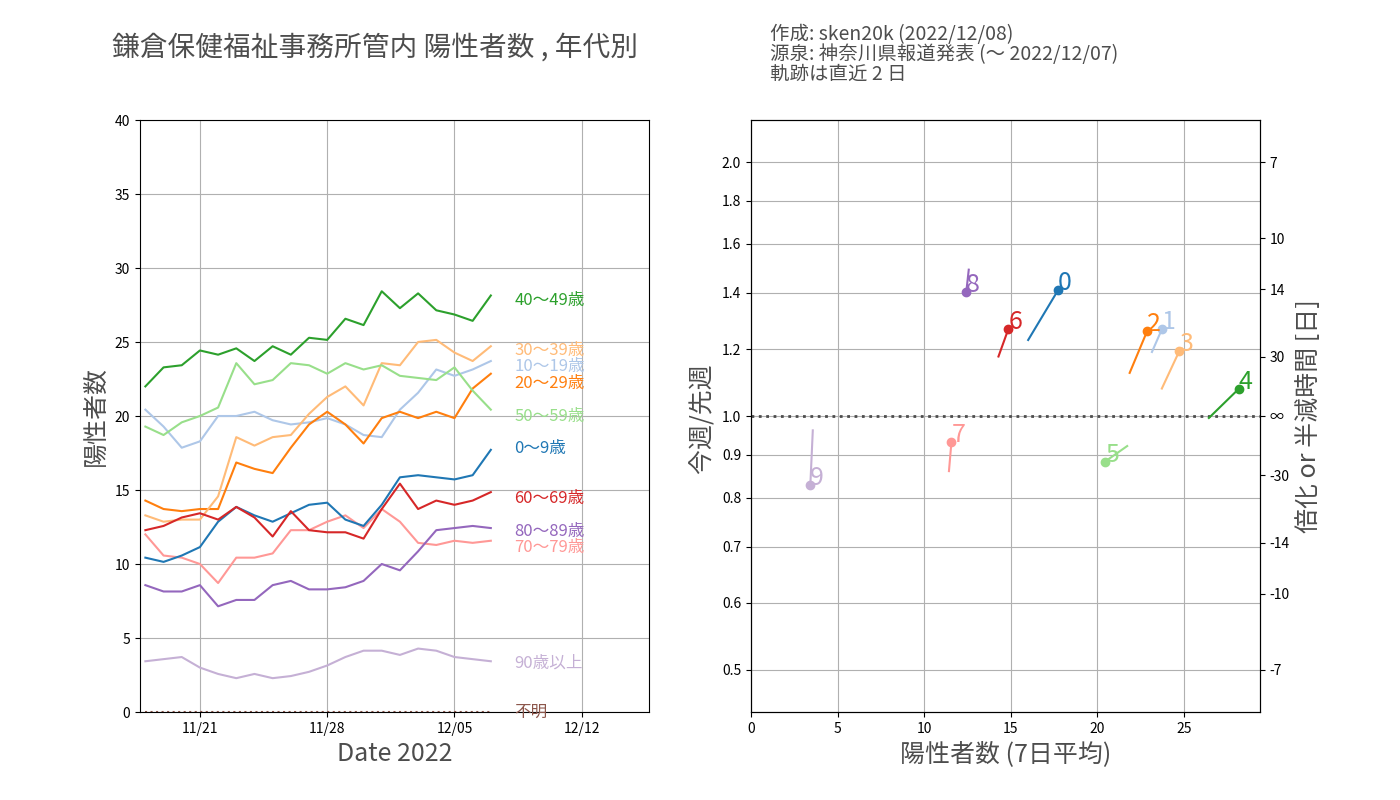 鎌倉保健福祉事務所管内 陽性者数 , 年代別
作成: sken20k (2022/12/08)
源泉: 神奈川県報道発表 (～ 2022/12/07)
軌跡は直近 2 日
陽性者数
40
35
30
25
20
15
10
5
0
40～49歳
30～39歳
10～19歳
20～29歳
50～59歳
0～9歳
60～69歳
80～89歳
70～79歳
90歳以上
不明
11/21
11/28
12/05
12/12
Date 2022
今週/先週
2.0
1.8
1.6
1.4
1.2
1.0
0.9
0.8
0.7
0.6
0.5
8
0
6
2
1
3
4
7
5
9
0
5
10
15
20
25
陽性者数 (7日平均)
7
10
14
30
∞
-30
-14
-10
-7
倍化 or 半減時間 [日]